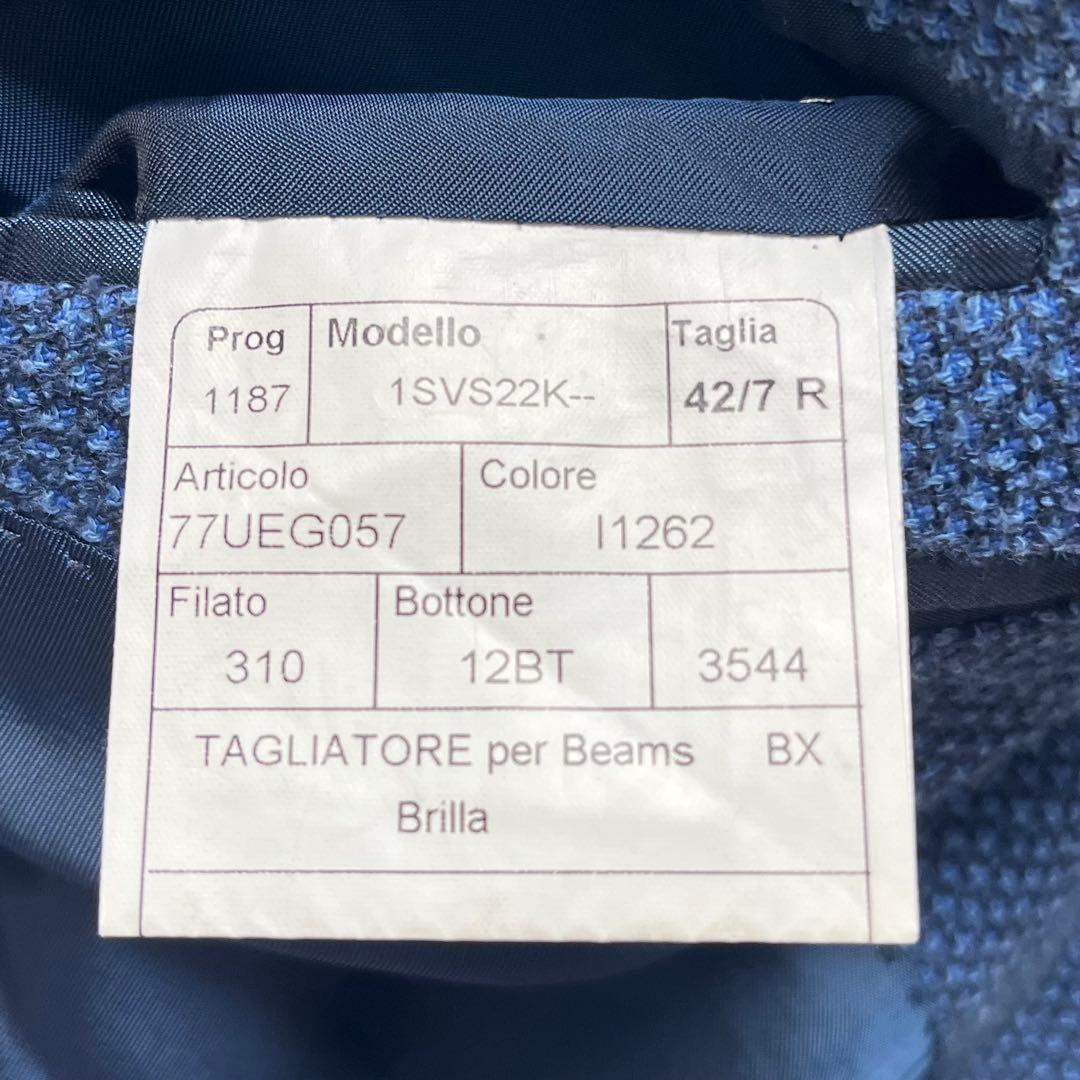 Prog Modello Taglia
1187 1SVS22K-- 42/7 R
Articolo Colore
77UEG057 I1262
Filato Bottone
310 12BT 3544
TAGLIATORE per Beams BX
Brilla